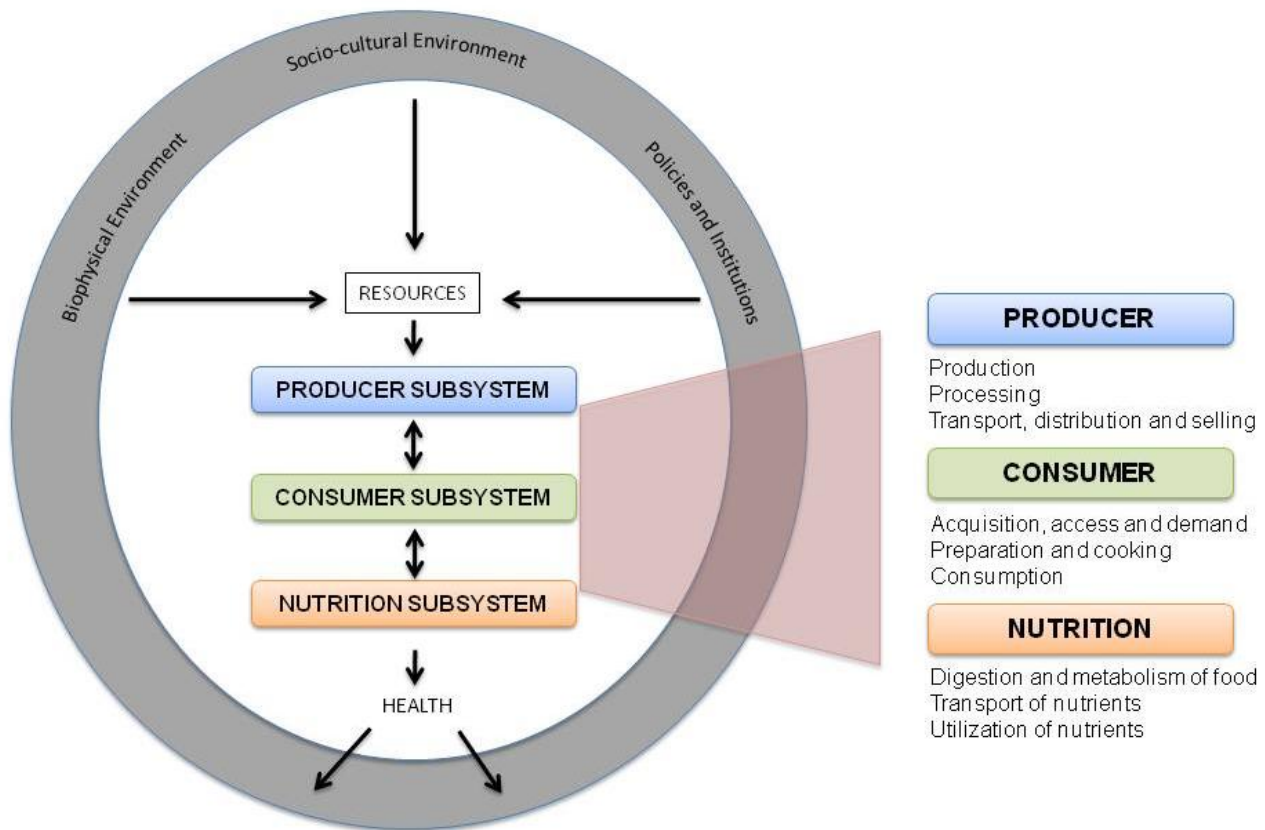 Socio-cultural Environment
Biophysical Environment
Policies and Institutions
RESOURCES
PRODUCER SUBSYSTEM
CONSUMER SUBSYSTEM
NUTRITION SUBSYSTEM
HEALTH
PRODUCER
Production
Processing
Transport, distribution and selling
CONSUMER
Acquisition, access and demand
Preparation and cooking
Consumption
NUTRITION
Digestion and metabolism of food
Transport of nutrients
Utilization of nutrients